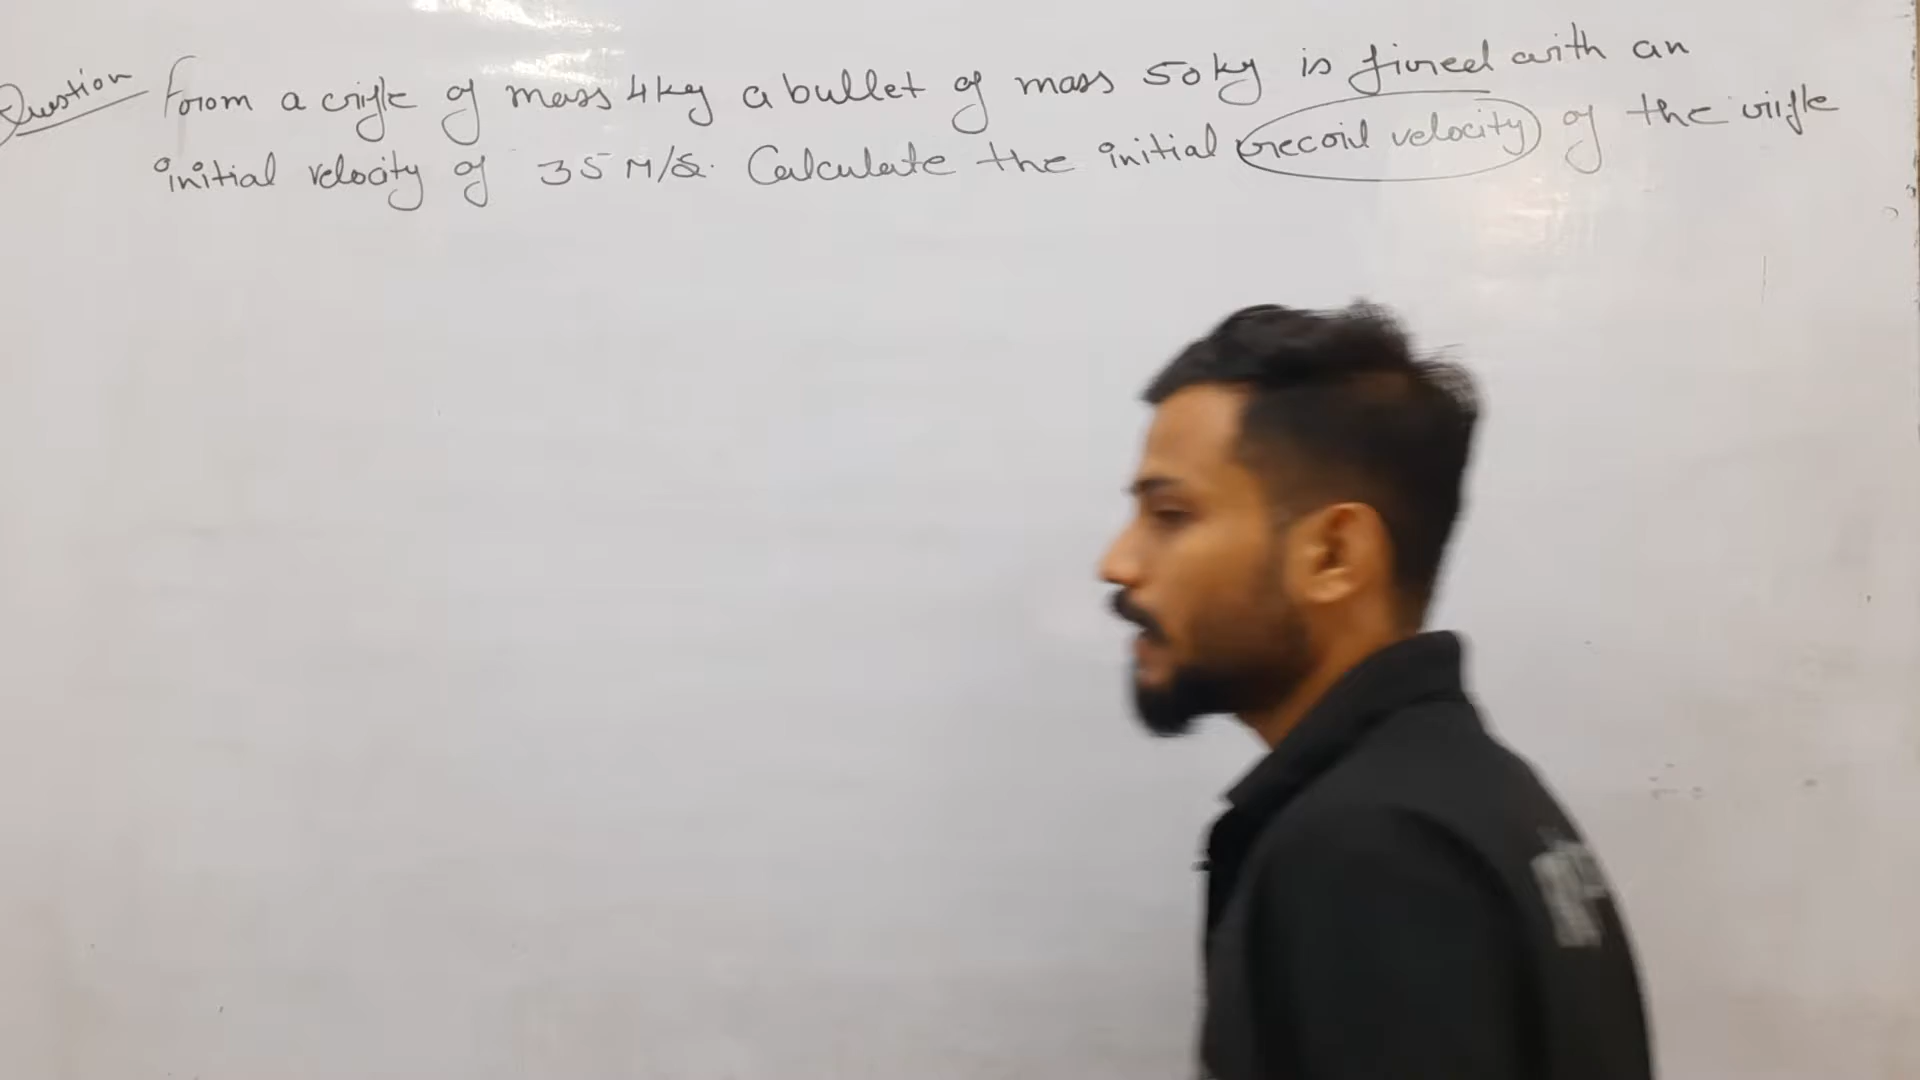 Question From a rifle of mass 4kg a bullet of mass 50kg is fired with an
initial velocity of 35 M/S. Calculate the initial recoil velocity of the rifle